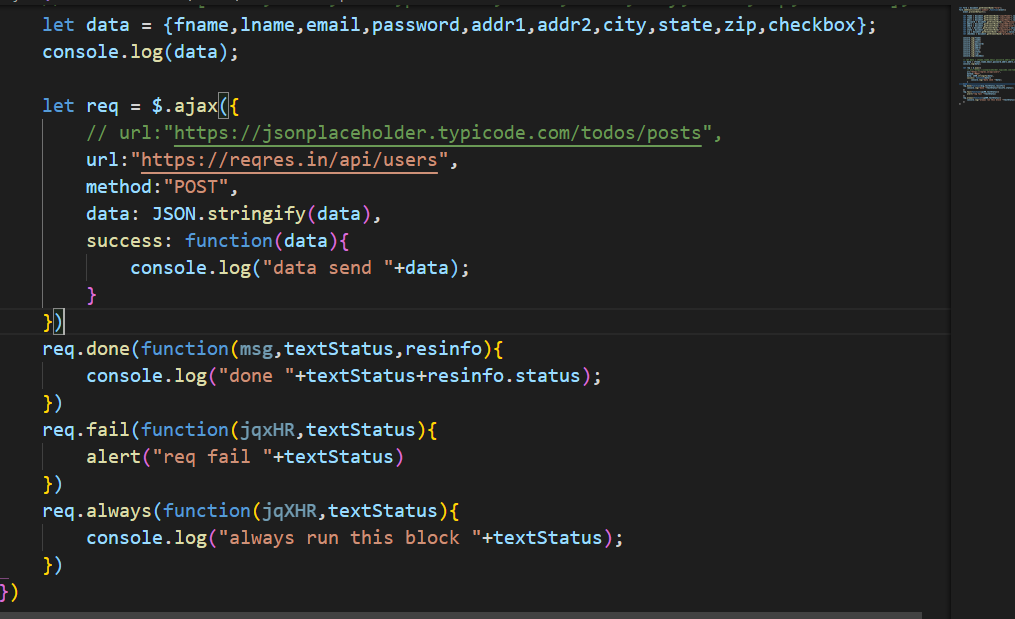 let data = {fname,lname,email,password,addr1,addr2,city,state,zip,checkbox};
console.log(data);
let req = $.ajax({
// url:"https://jsonplaceholder.typicode.com/todos/posts",
url:"https://reqres.in/api/users",
method:"POST",
data: JSON.stringify(data),
success: function(data){
console.log("data send "+data);
}
})
req.done(function(msg,textStatus,resinfo){
console.log("done "+textStatus+resinfo.status);
})
req.fail(function(jqxHR,textStatus){
alert("req fail "+textStatus)
})
req.always(function(jqXHR,textStatus){
console.log("always run this block "+textStatus);
})
})